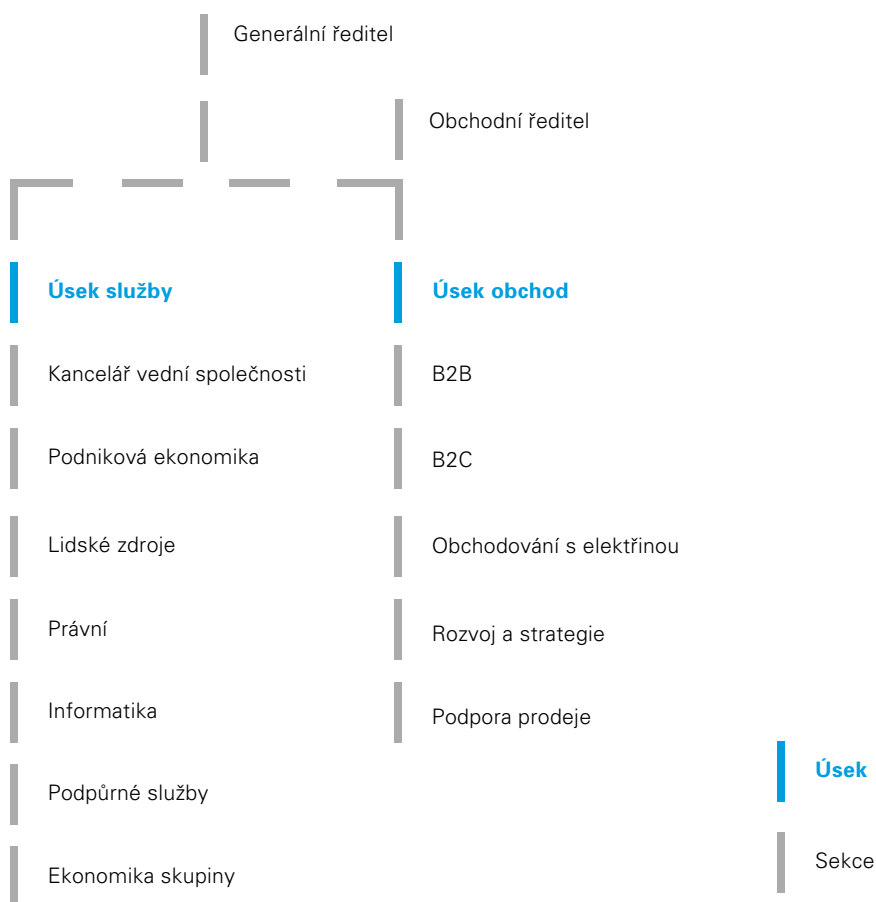 Generální ředitel
Obchodní ředitel
Úsek služby
Úsek obchod
Kancelář vední společnosti
B2B
Podniková ekonomika
B2C
Lidské zdroje
Obchodování s elektřinou
Právní
Rozvoj a strategie
Informatika
Podpora prodeje
Úsek
Podpůrné služby
Sekce
Ekonomika skupiny